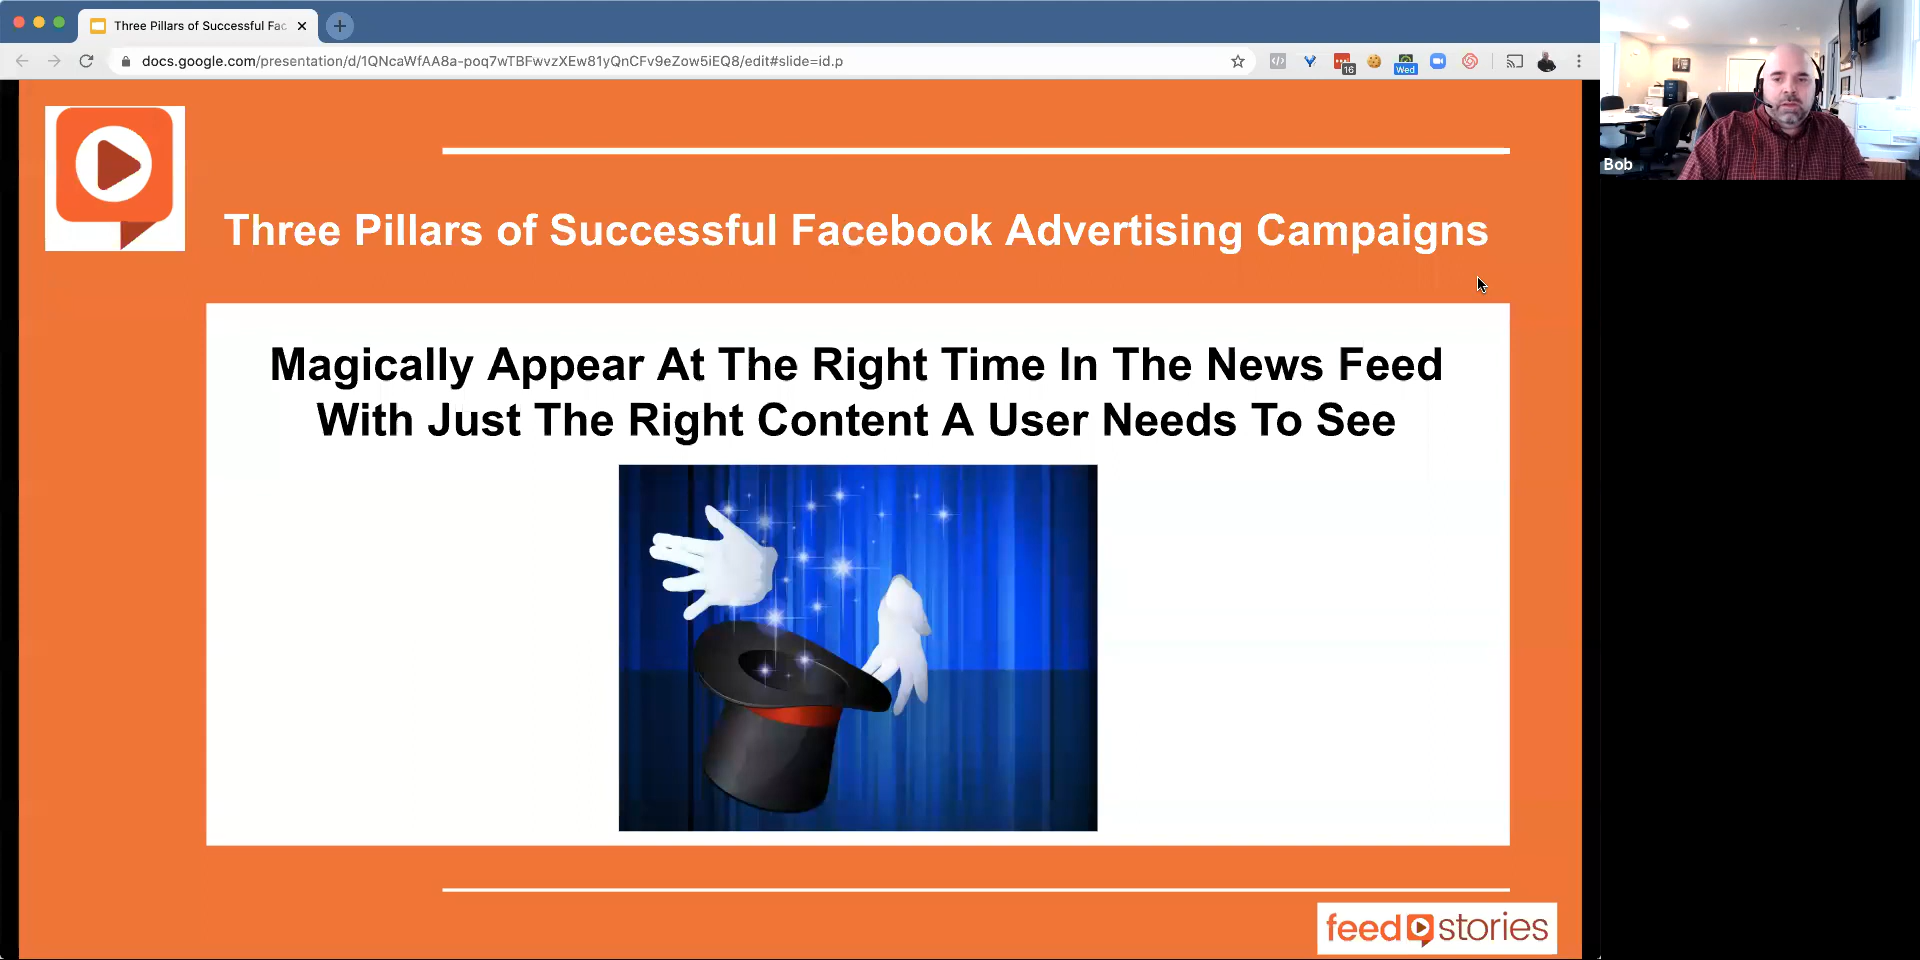 Three Pillars of Successful Fac
docs.google.com/presentation/d/1QNcaWfAA8a-poq7wTBFwvzXEw81yQnCFv9eZow5iEQ8/edit#slide=id.p
16
Wed
Bob
Three Pillars of Successful Facebook Advertising Campaigns
Magically Appear At The Right Time In The News Feed
With Just The Right Content A User Needs To See
feed stories